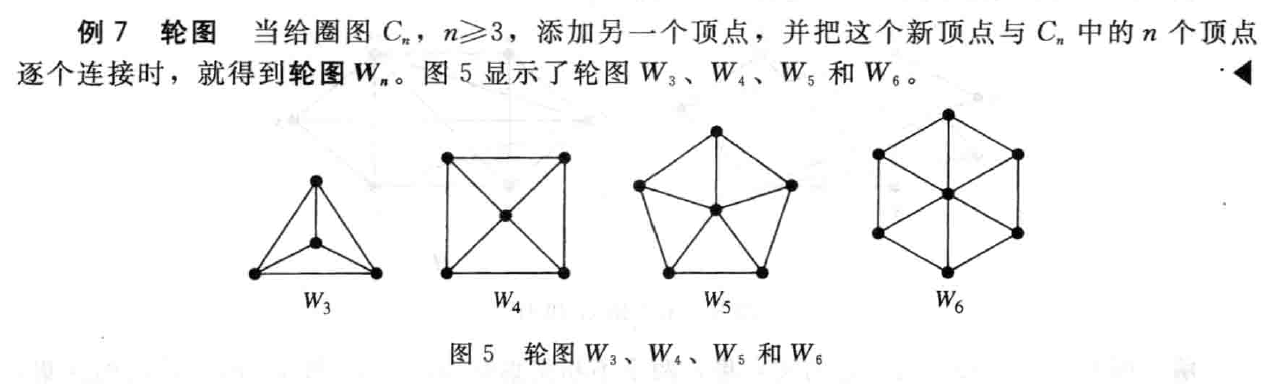 例 7 轮图 当给圈图 Cₙ，n⩾3，添加另一个顶点，并把这个新顶点与 Cₙ 中的 n 个顶点
逐个连接时，就得到轮图 Wₙ。图 5 显示了轮图 W₃、W₄、W₅ 和 W₆。 ◀
W₃ W₄ W₅ W₆
图 5 轮图 W₃、W₄、W₅ 和 W₆